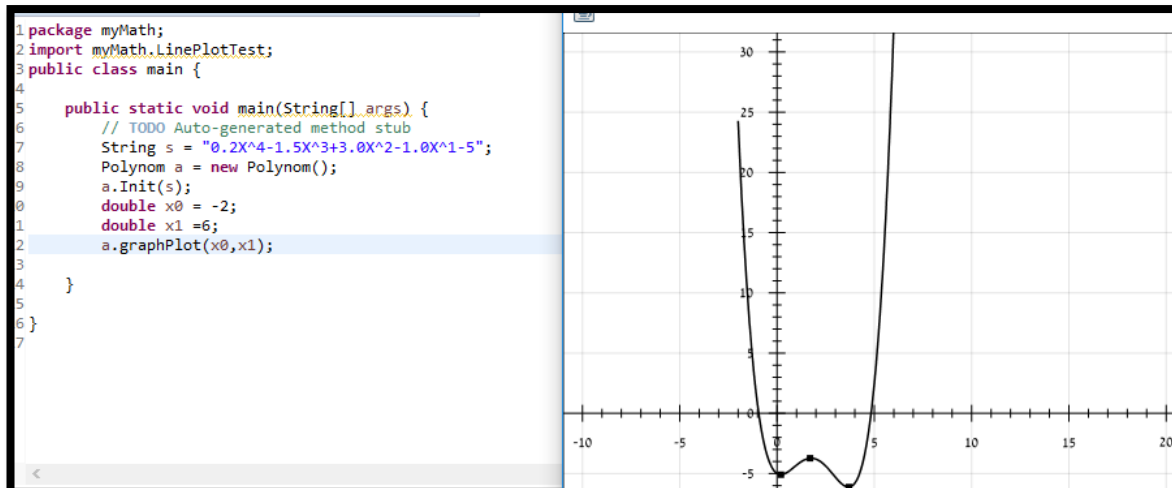 1 package myMath;
2 import myMath.LinePlotTest;
3 public class main {
4
5 public static void main(String[] args) {
6 // TODO Auto-generated method stub
7 String s = "0.2X^4-1.5X^3+3.0X^2-1.0X^1-5";
8 Polynom a = new Polynom();
9 a.Init(s);
0 double x0 = -2;
1 double x1 =6;
2 a.graphPlot(x0,x1);
3
4 }
5
6 }
7
30
25
20
15
10
5
0
-5
-10 -5 0 5 10 15 20